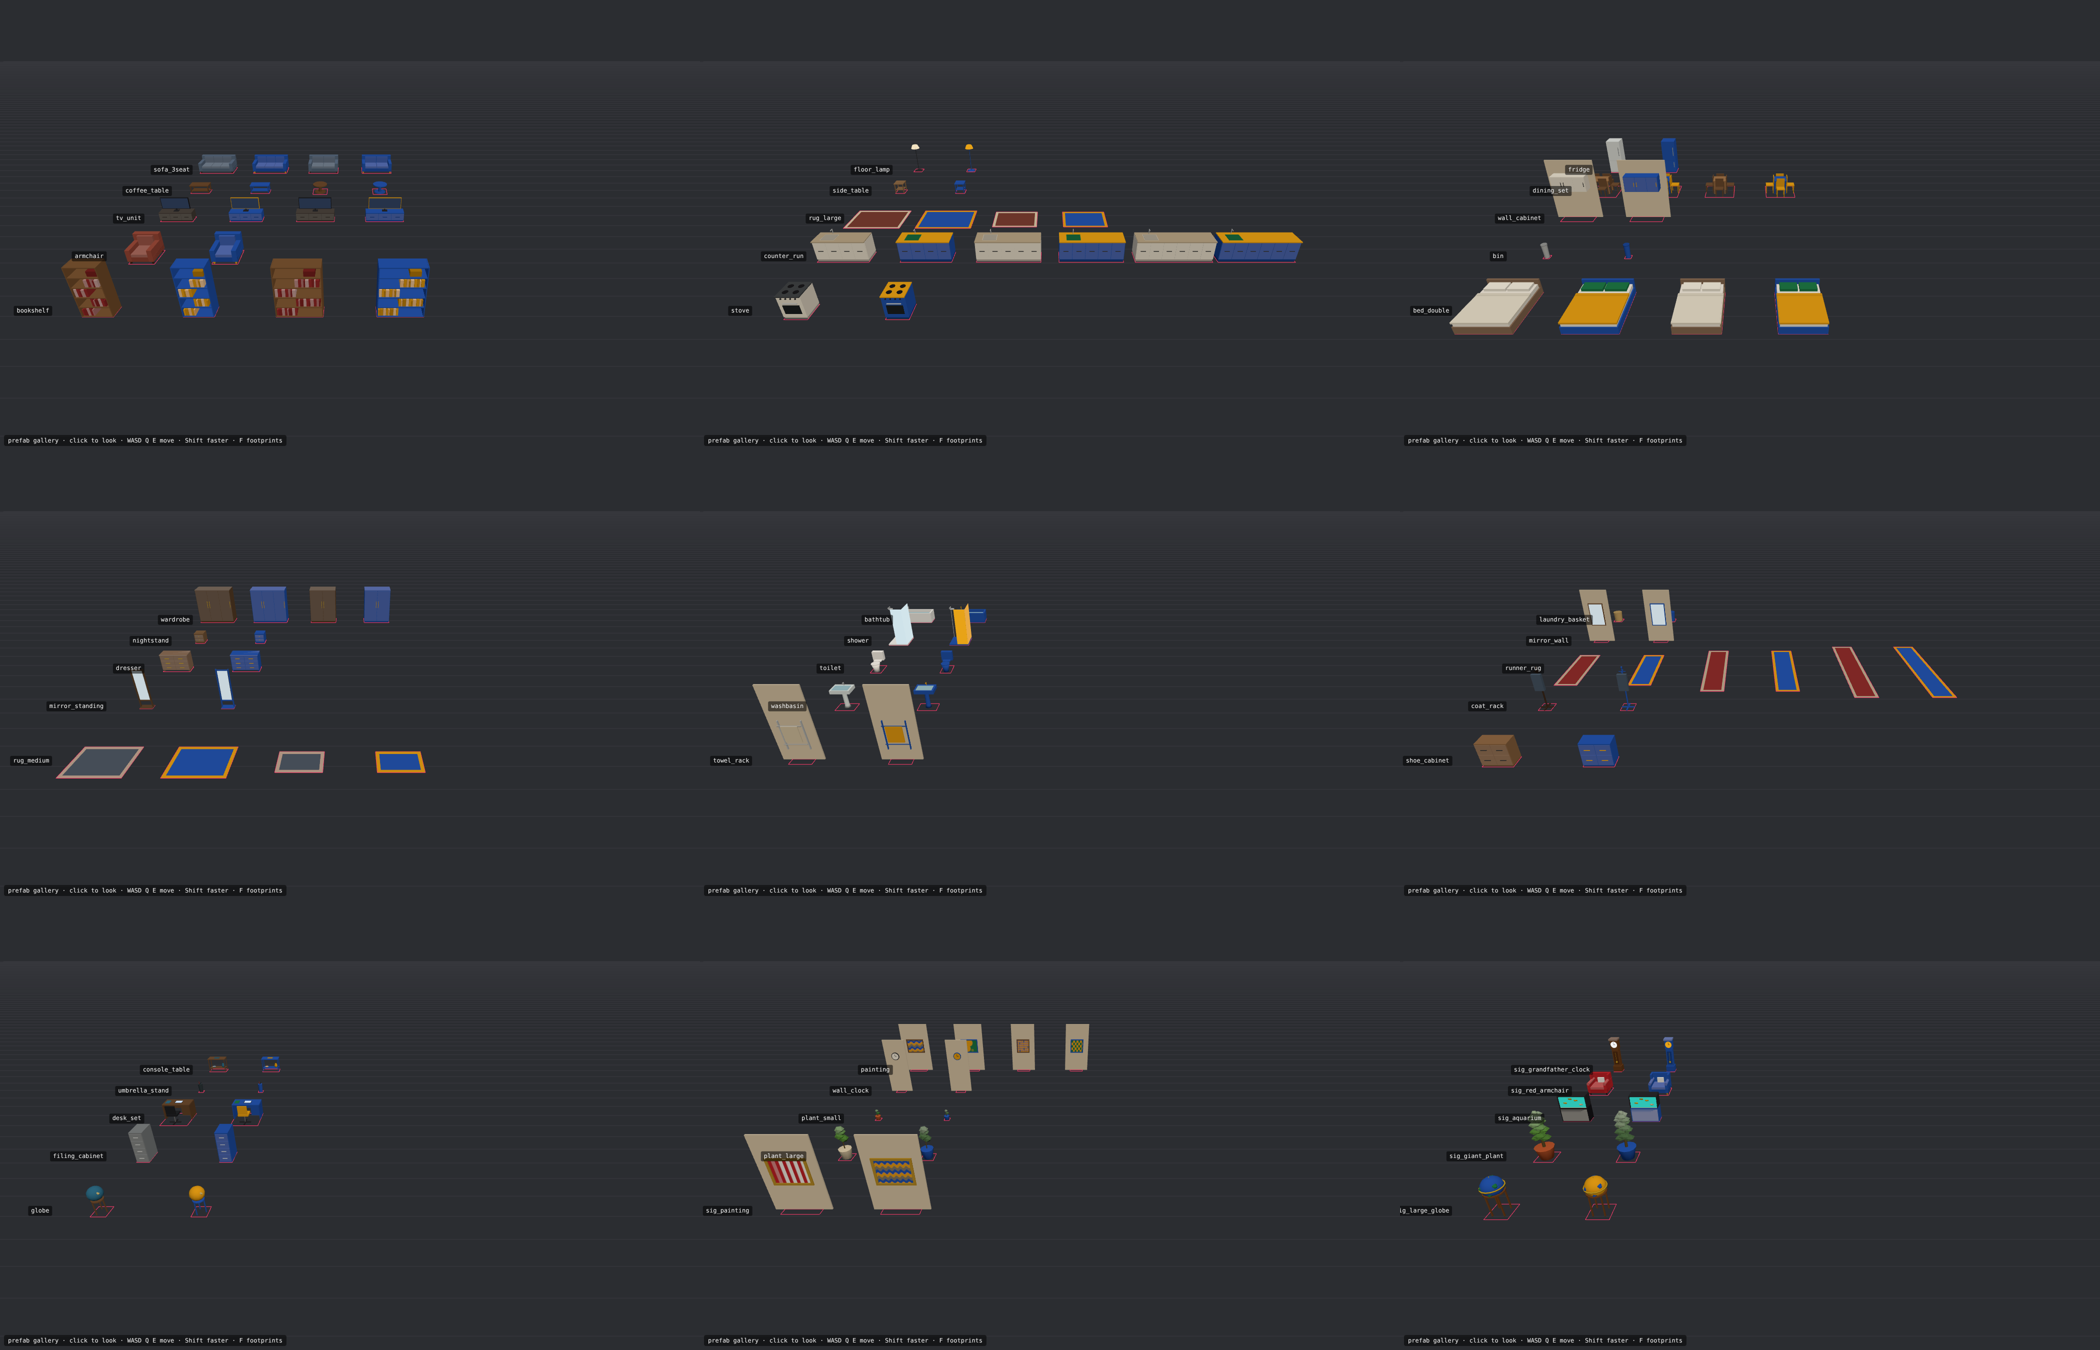 sofa_3seat
coffee_table
tv_unit
armchair
bookshelf
prefab gallery · click to look · WASD Q E move · Shift faster · F footprints
floor_lamp
side_table
rug_large
counter_run
stove
prefab gallery · click to look · WASD Q E move · Shift faster · F footprints
fridge
dining_set
wall_cabinet
bin
bed_double
prefab gallery · click to look · WASD Q E move · Shift faster · F footprints
wardrobe
nightstand
dresser
mirror_standing
rug_medium
prefab gallery · click to look · WASD Q E move · Shift faster · F footprints
bathtub
shower
toilet
washbasin
towel_rack
prefab gallery · click to look · WASD Q E move · Shift faster · F footprints
laundry_basket
mirror_wall
runner_rug
coat_rack
shoe_cabinet
prefab gallery · click to look · WASD Q E move · Shift faster · F footprints
console_table
umbrella_stand
desk_set
filing_cabinet
globe
prefab gallery · click to look · WASD Q E move · Shift faster · F footprints
painting
wall_clock
plant_small
plant_large
sig_painting
prefab gallery · click to look · WASD Q E move · Shift faster · F footprints
sig_grandfather_clock
sig_red_armchair
sig_aquarium
sig_giant_plant
ig_large_globe
prefab gallery · click to look · WASD Q E move · Shift faster · F footprints